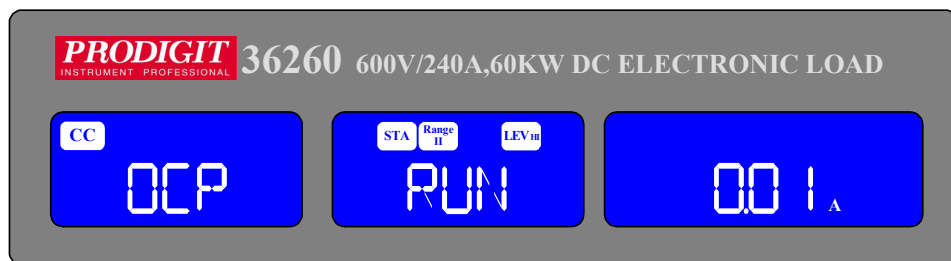 PRODIGIT
INSTRUMENT PROFESSIONAL
36260 600V/240A,60KW DC ELECTRONIC LOAD
CC
STA Range II LEV HI
OCP RUN 0.01 A